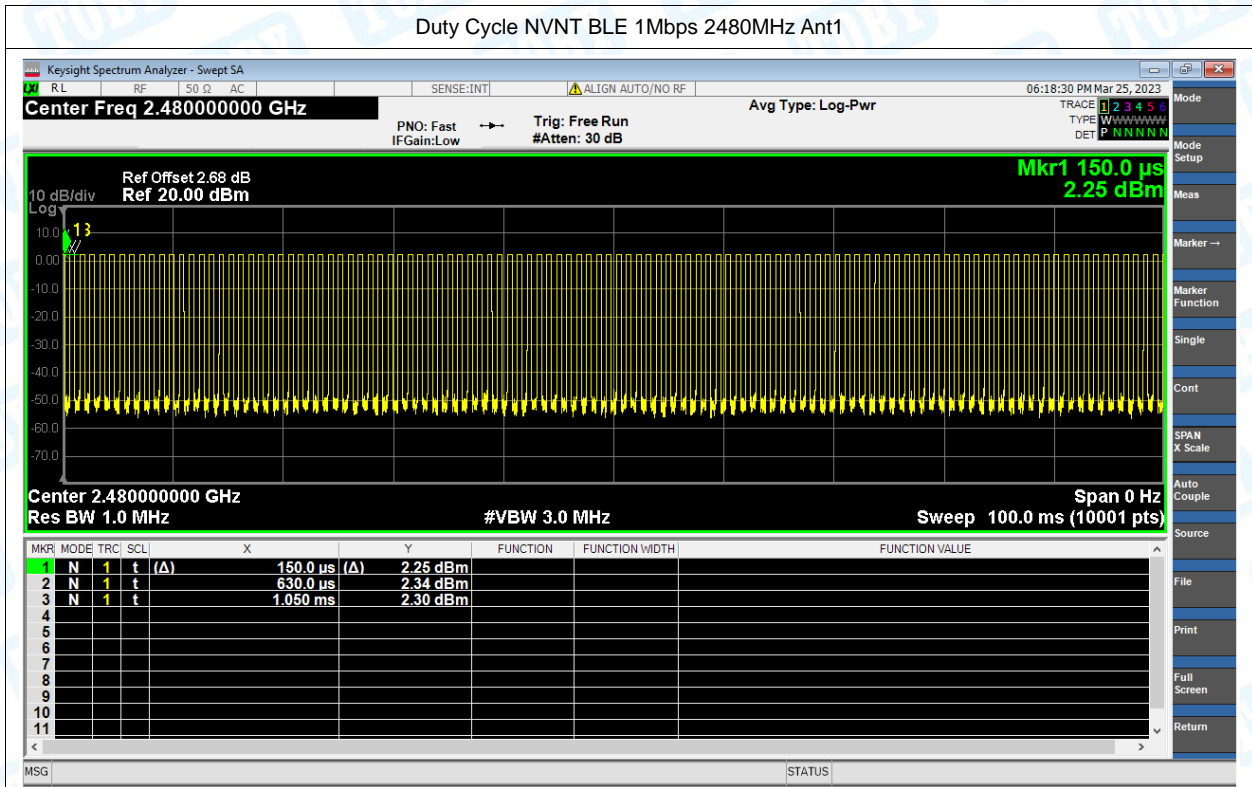 Duty Cycle NVNT BLE 1Mbps 2480MHz Ant1
Keysight Spectrum Analyzer - Swept SA
LXI RL RF 50 Ω AC SENSE:INT ALIGN AUTO/NO RF 06:18:30 PM Mar 25, 2023
Center Freq 2.480000000 GHz
PNO: Fast
IFGain:Low
Trig: Free Run
#Atten: 30 dB
Avg Type: Log-Pwr
TRACE 1 2 3 4 5 6
TYPE WWWWWWW
DET P N N N N N
Ref Offset 2.68 dB
10 dB/div Ref 20.00 dBm
Log
Mkr1 150.0 µs
2.25 dBm
10.0
0.00
-10.0
-20.0
-30.0
-40.0
-50.0
-60.0
-70.0
1 3
Center 2.480000000 GHz Span 0 Hz
Res BW 1.0 MHz #VBW 3.0 MHz Sweep 100.0 ms (10001 pts)
MKR MODE TRC SCL X Y FUNCTION FUNCTION WIDTH FUNCTION VALUE
1 N 1 t (Δ) 150.0 µs (Δ) 2.25 dBm
2 N 1 t 630.0 µs 2.34 dBm
3 N 1 t 1.050 ms 2.30 dBm
4
5
6
7
8
9
10
11
MSG STATUS
Mode
Mode Setup
Meas
Marker →
Marker Function
Single
Cont
SPAN X Scale
Auto Couple
Source
File
Print
Full Screen
Return
TOBY